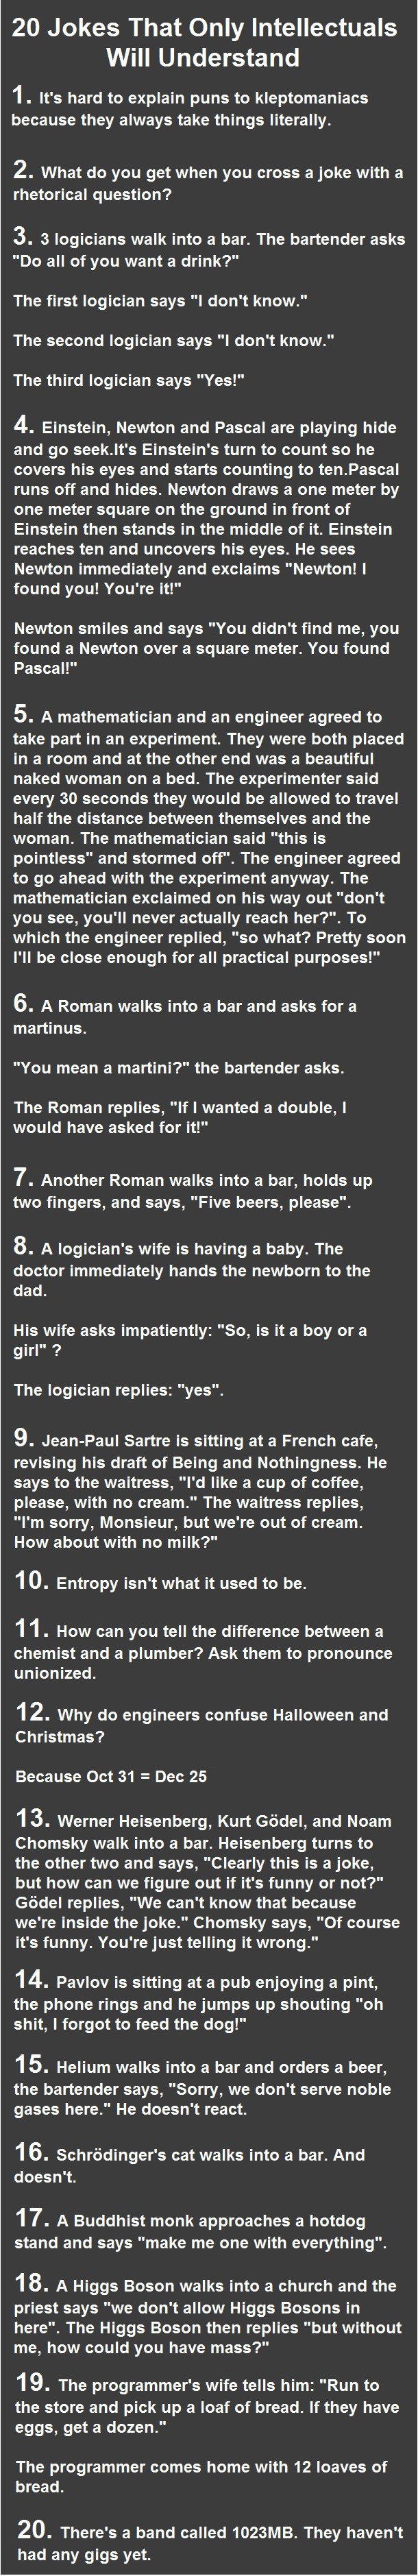 20 Jokes That Only Intellectuals
Will Understand
1. It's hard to explain puns to kleptomaniacs
because they always take things literally.
2. What do you get when you cross a joke with a
rhetorical question?
3. 3 logicians walk into a bar. The bartender asks
"Do all of you want a drink?"
The first logician says "I don't know."
The second logician says "I don't know."
The third logician says "Yes!"
4. Einstein, Newton and Pascal are playing hide
and go seek.It's Einstein's turn to count so he
covers his eyes and starts counting to ten.Pascal
runs off and hides. Newton draws a one meter by
one meter square on the ground in front of
Einstein then stands in the middle of it. Einstein
reaches ten and uncovers his eyes. He sees
Newton immediately and exclaims "Newton! I
found you! You're it!"
Newton smiles and says "You didn't find me, you
found a Newton over a square meter. You found
Pascal!"
5. A mathematician and an engineer agreed to
take part in an experiment. They were both placed
in a room and at the other end was a beautiful
naked woman on a bed. The experimenter said
every 30 seconds they would be allowed to travel
half the distance between themselves and the
woman. The mathematician said "this is
pointless" and stormed off". The engineer agreed
to go ahead with the experiment anyway. The
mathematician exclaimed on his way out "don't
you see, you'll never actually reach her?". To
which the engineer replied, "so what? Pretty soon
I'll be close enough for all practical purposes!"
6. A Roman walks into a bar and asks for a
martinus.
"You mean a martini?" the bartender asks.
The Roman replies, "If I wanted a double, I
would have asked for it!"
7. Another Roman walks into a bar, holds up
two fingers, and says, "Five beers, please".
8. A logician's wife is having a baby. The
doctor immediately hands the newborn to the
dad.
His wife asks impatiently: "So, is it a boy or a
girl" ?
The logician replies: "yes".
9. Jean-Paul Sartre is sitting at a French cafe,
revising his draft of Being and Nothingness. He
says to the waitress, "I'd like a cup of coffee,
please, with no cream." The waitress replies,
"I'm sorry, Monsieur, but we're out of cream.
How about with no milk?"
10. Entropy isn't what it used to be.
11. How can you tell the difference between a
chemist and a plumber? Ask them to pronounce
unionized.
12. Why do engineers confuse Halloween and
Christmas?
Because Oct 31 = Dec 25
13. Werner Heisenberg, Kurt Gödel, and Noam
Chomsky walk into a bar. Heisenberg turns to
the other two and says, "Clearly this is a joke,
but how can we figure out if it's funny or not?"
Gödel replies, "We can't know that because
we're inside the joke." Chomsky says, "Of course
it's funny. You're just telling it wrong."
14. Pavlov is sitting at a pub enjoying a pint,
the phone rings and he jumps up shouting "oh
shit, I forgot to feed the dog!"
15. Helium walks into a bar and orders a beer,
the bartender says, "Sorry, we don't serve noble
gases here." He doesn't react.
16. Schrödinger's cat walks into a bar. And
doesn't.
17. A Buddhist monk approaches a hotdog
stand and says "make me one with everything".
18. A Higgs Boson walks into a church and the
priest says "we don't allow Higgs Bosons in
here". The Higgs Boson then replies "but without
me, how could you have mass?"
19. The programmer's wife tells him: "Run to
the store and pick up a loaf of bread. If they have
eggs, get a dozen."
The programmer comes home with 12 loaves of
bread.
20. There's a band called 1023MB. They haven't
had any gigs yet.